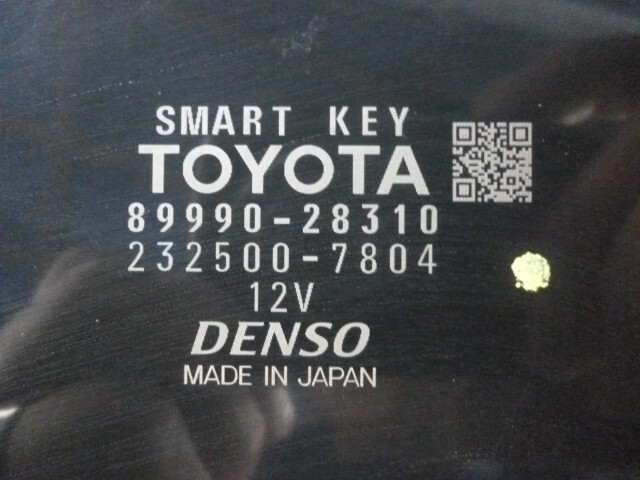 SMART KEY
TOYOTA
89990-28310
232500-7804
12V
DENSO
MADE IN JAPAN